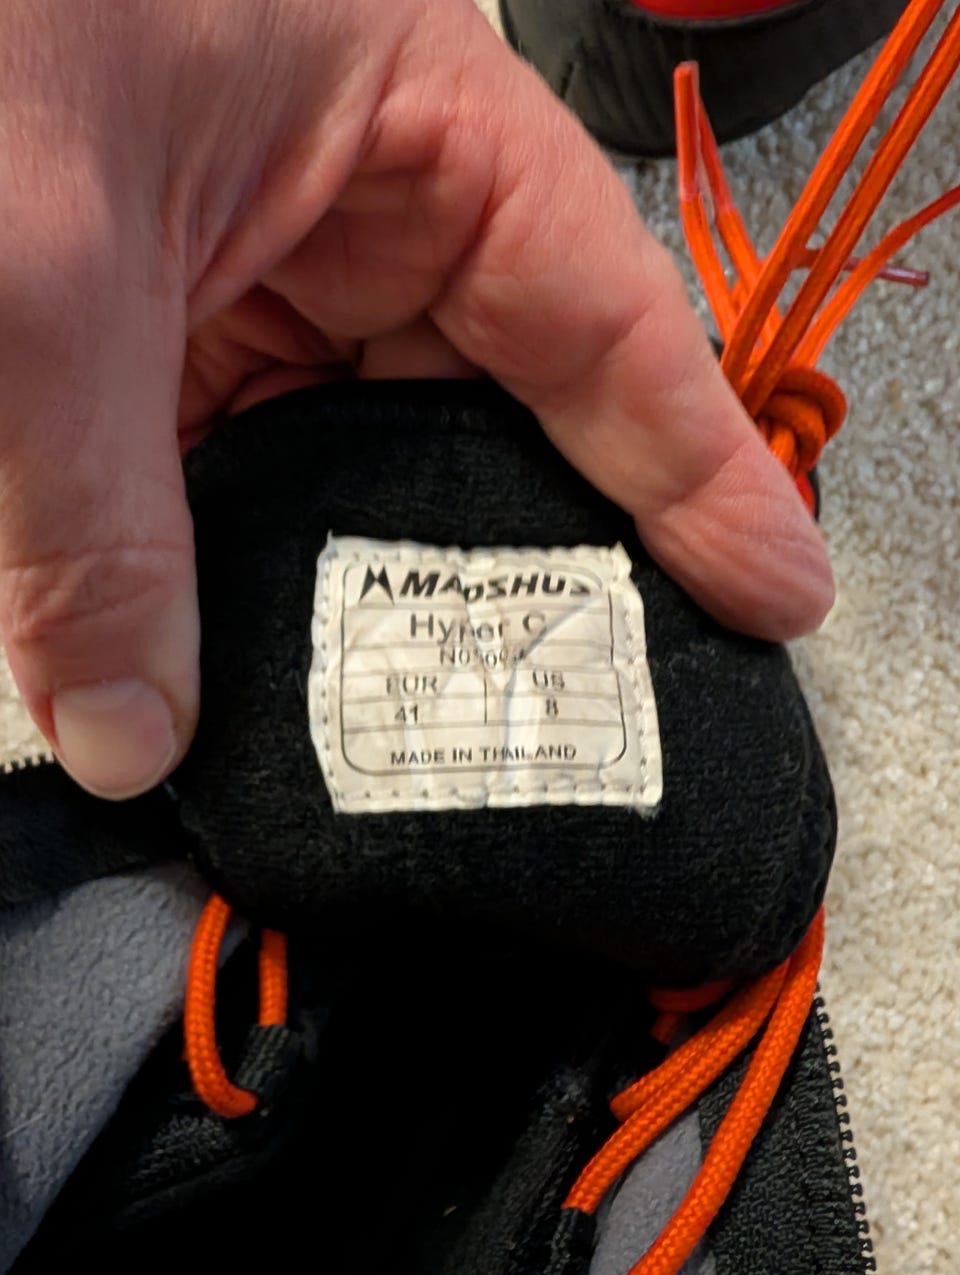 MADSHUS
Hyper C
EUR US
41 8
MADE IN THAILAND